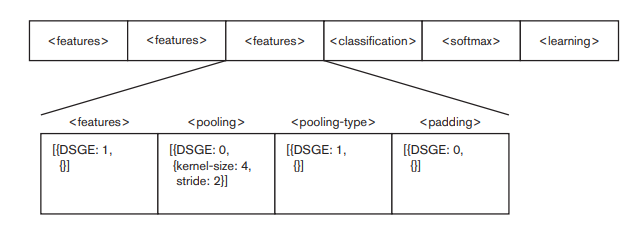 <features> <features> <features> <classification> <softmax> <learning>
<features> <pooling> <pooling-type> <padding>
[{DSGE: 1, [{DSGE: 0, [{DSGE: 1, [{DSGE: 0,
{}] {kernel-size: 4, {}] {}]
stride: 2}]